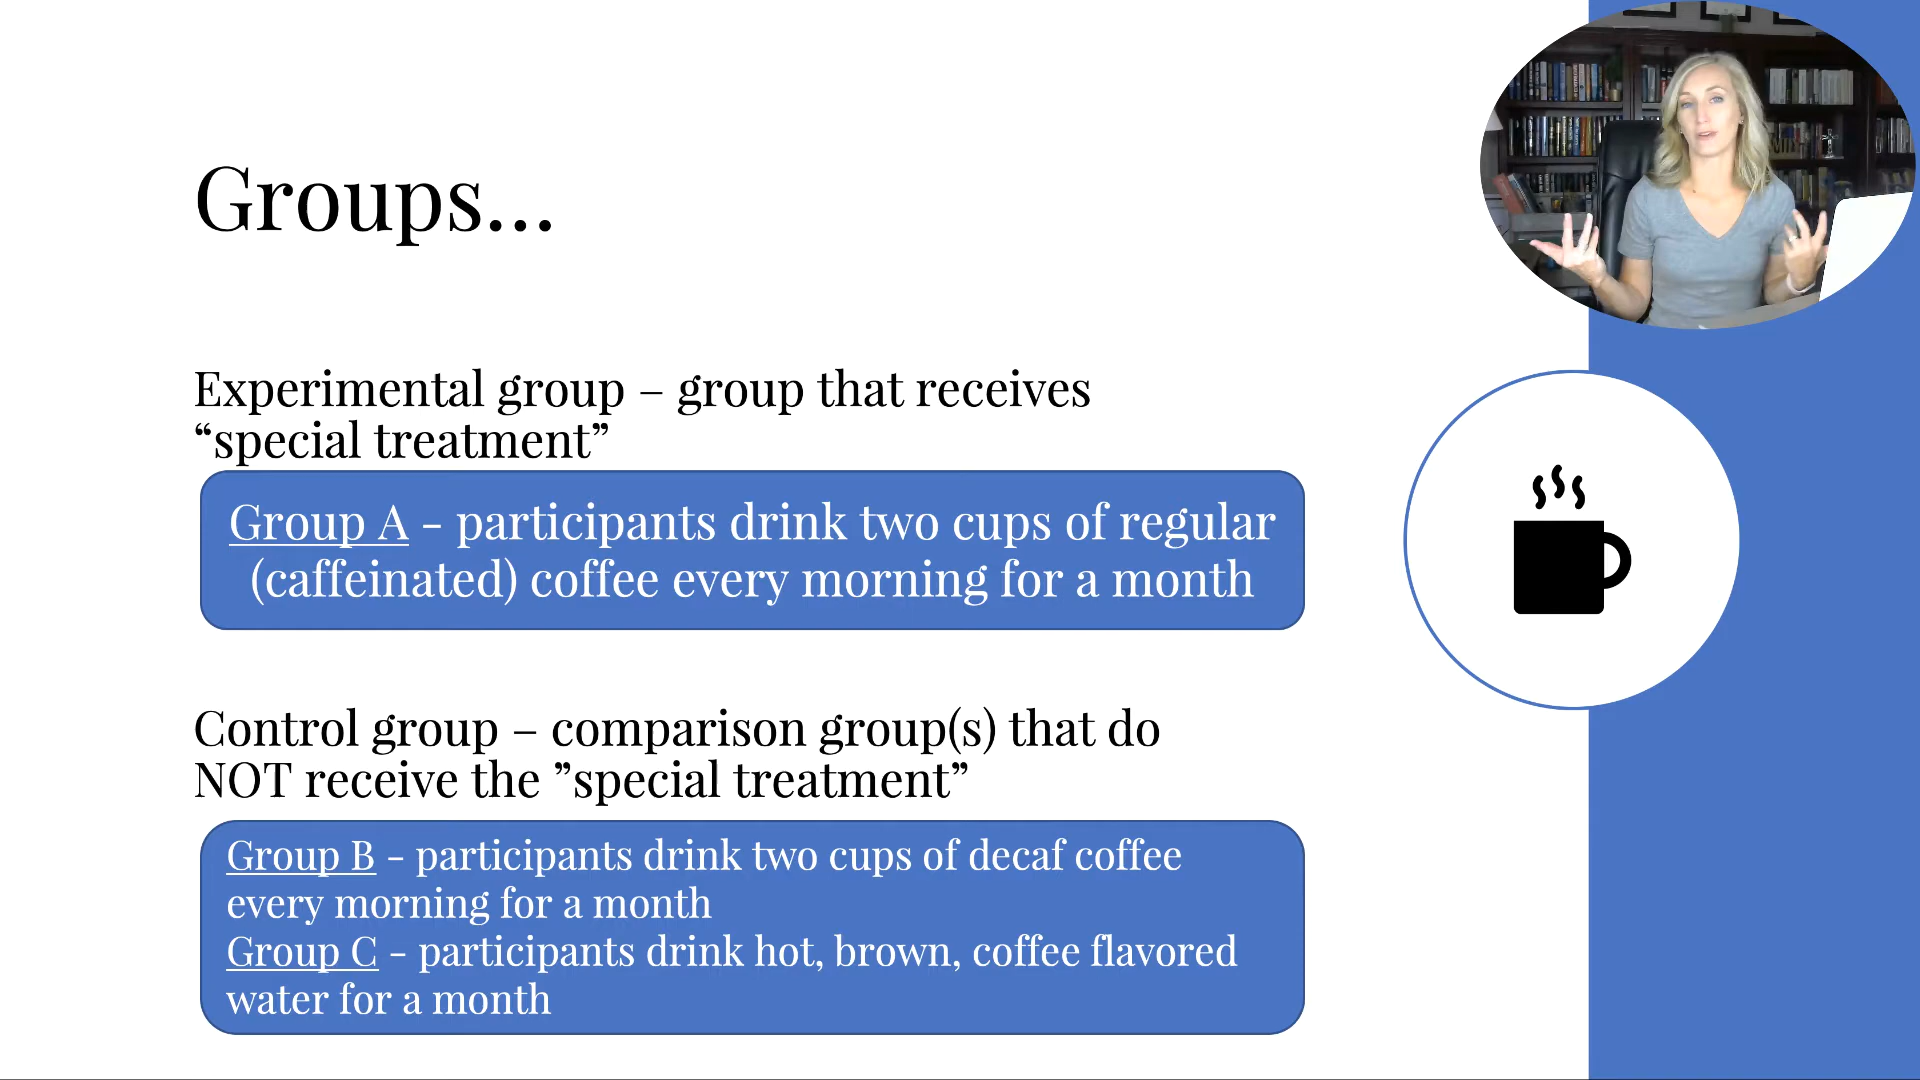 Groups...
Experimental group – group that receives
“special treatment”
Group A - participants drink two cups of regular
(caffeinated) coffee every morning for a month
Control group – comparison group(s) that do
NOT receive the ”special treatment”
Group B - participants drink two cups of decaf coffee
every morning for a month
Group C - participants drink hot, brown, coffee flavored
water for a month